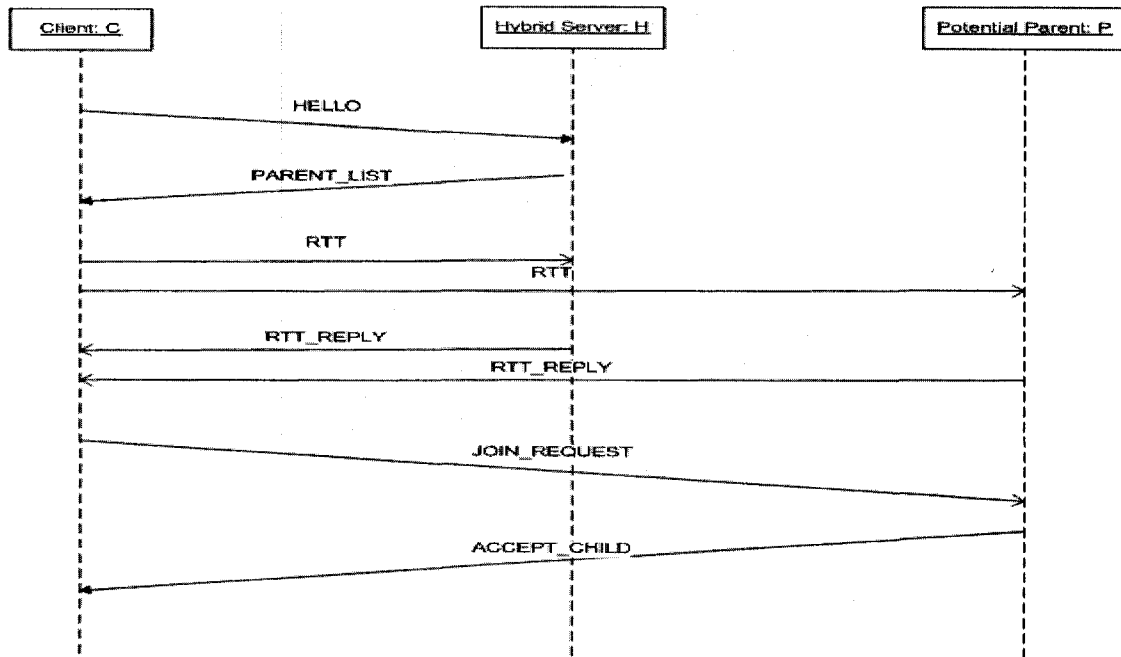 Client: C
Hybrid Server: H
Potential Parent: P
HELLO
PARENT_LIST
RTT
RTT
RTT_REPLY
RTT_REPLY
JOIN_REQUEST
ACCEPT_CHILD